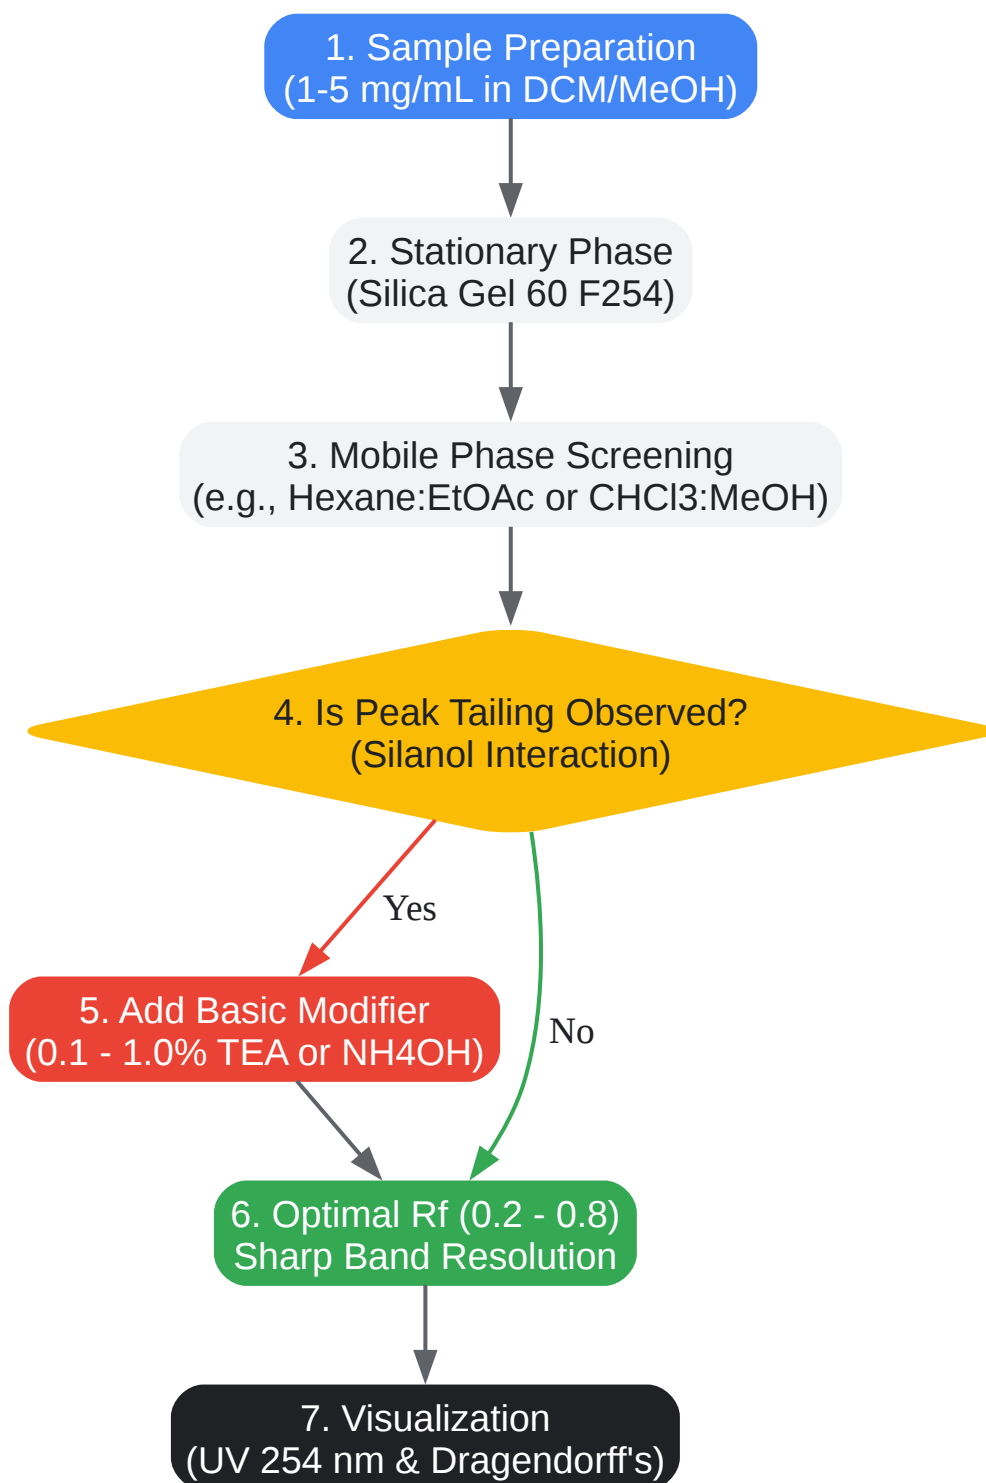 1. Sample Preparation
(1-5 mg/mL in DCM/MeOH)
2. Stationary Phase
(Silica Gel 60 F254)
3. Mobile Phase Screening
(e.g., Hexane:EtOAc or CHCl3:MeOH)
4. Is Peak Tailing Observed?
(Silanol Interaction)
Yes
5. Add Basic Modifier
(0.1 - 1.0% TEA or NH4OH)
No
6. Optimal Rf (0.2 - 0.8)
Sharp Band Resolution
7. Visualization
(UV 254 nm & Dragendorff's)